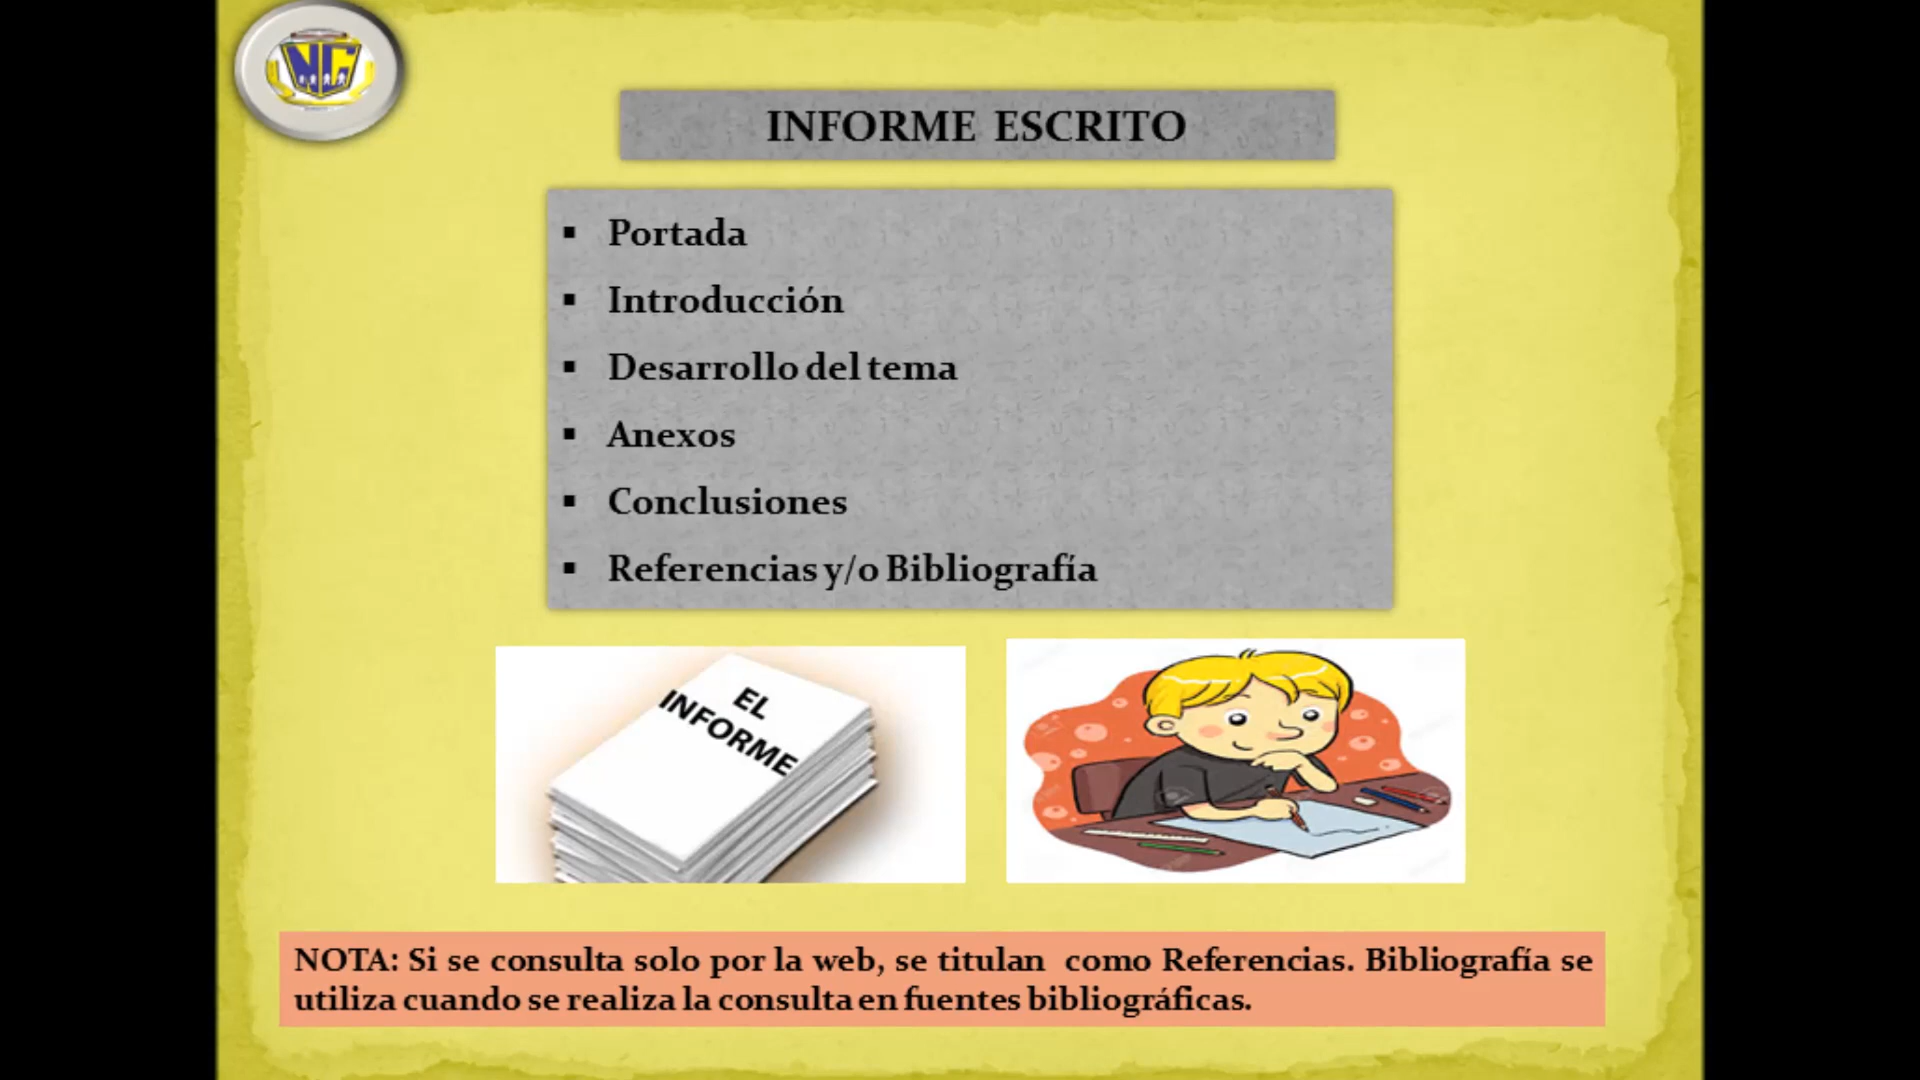 NC
INFORME ESCRITO
▪ Portada
▪ Introducción
▪ Desarrollo del tema
▪ Anexos
▪ Conclusiones
▪ Referencias y/o Bibliografía
EL
INFORME
NOTA: Si se consulta solo por la web, se titulan como Referencias. Bibliografía se
utiliza cuando se realiza la consulta en fuentes bibliográficas.